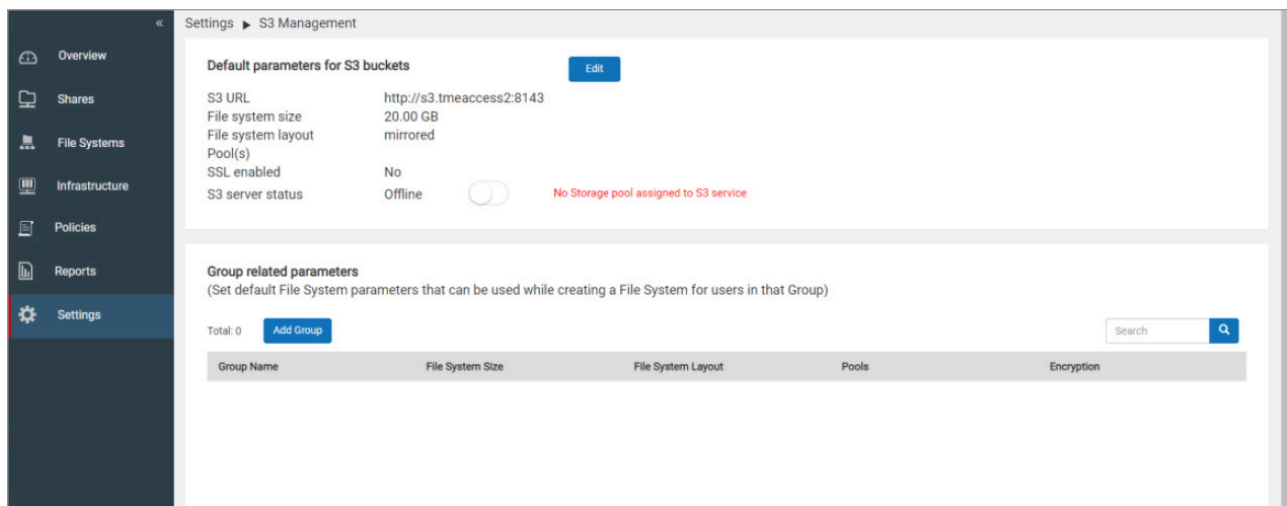 «
Settings ▶ S3 Management
Overview
Shares
File Systems
Infrastructure
Policies
Reports
Settings
Default parameters for S3 buckets
Edit
S3 URL http://s3.tmeaccess2:8143
File system size 20.00 GB
File system layout mirrored
Pool(s)
SSL enabled No
S3 server status Offline No Storage pool assigned to S3 service
Group related parameters
(Set default File System parameters that can be used while creating a File System for users in that Group)
Total: 0 Add Group Search
Group Name File System Size File System Layout Pools Encryption